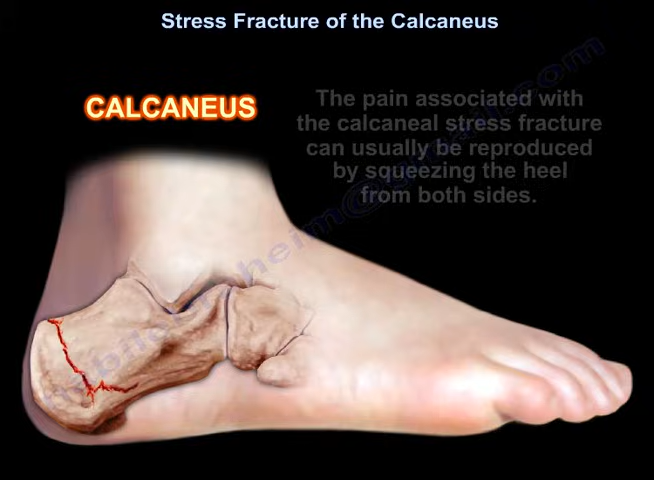 Stress Fracture of the Calcaneus
CALCANEUS
The pain associated with
the calcaneal stress fracture
can usually be reproduced
by squeezing the heel
from both sides.